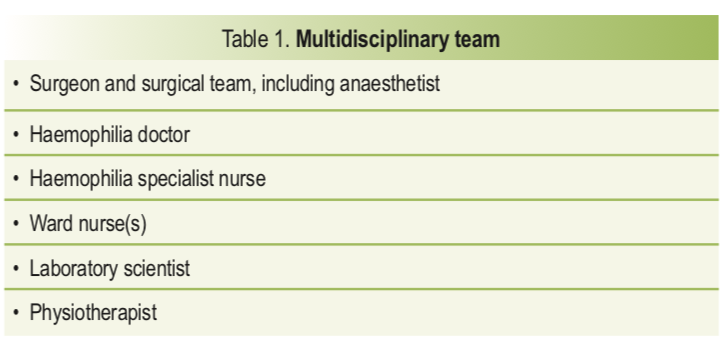 Table 1. Multidisciplinary team
• Surgeon and surgical team, including anaesthetist
• Haemophilia doctor
• Haemophilia specialist nurse
• Ward nurse(s)
• Laboratory scientist
• Physiotherapist